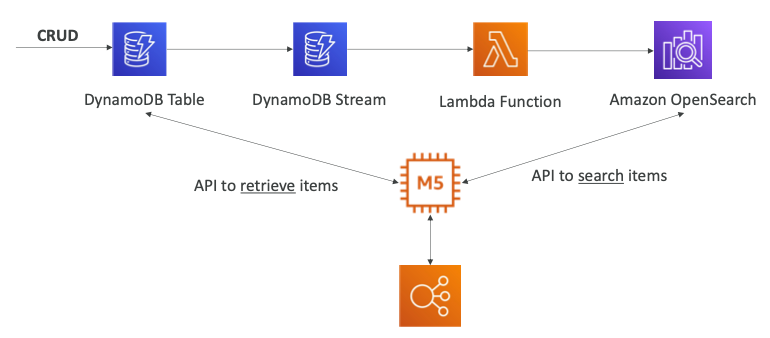 CRUD
DynamoDB Table
DynamoDB Stream
Lambda Function
Amazon OpenSearch
API to retrieve items
M5
API to search items